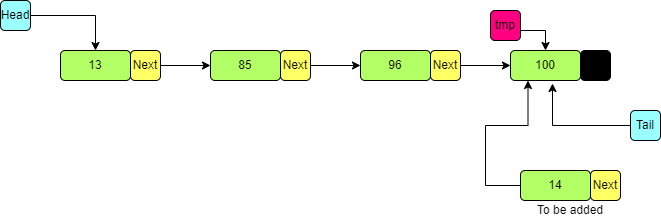 Head
tmp
13 Next 85 Next 96 Next 100
Tail
14 Next
To be added